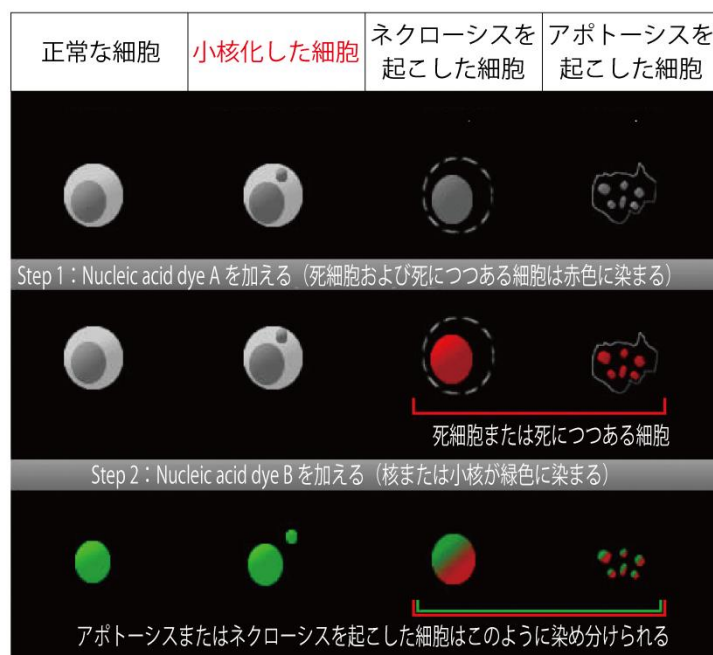 正常な細胞
小核化した細胞
ネクローシスを
起こした細胞
アポトーシスを
起こした細胞
Step 1：Nucleic acid dye A を加える（死細胞および死につつある細胞は赤色に染まる）
死細胞または死につつある細胞
Step 2：Nucleic acid dye B を加える（核または小核が緑色に染まる）
アポトーシスまたはネクローシスを起こした細胞はこのように染め分けられる